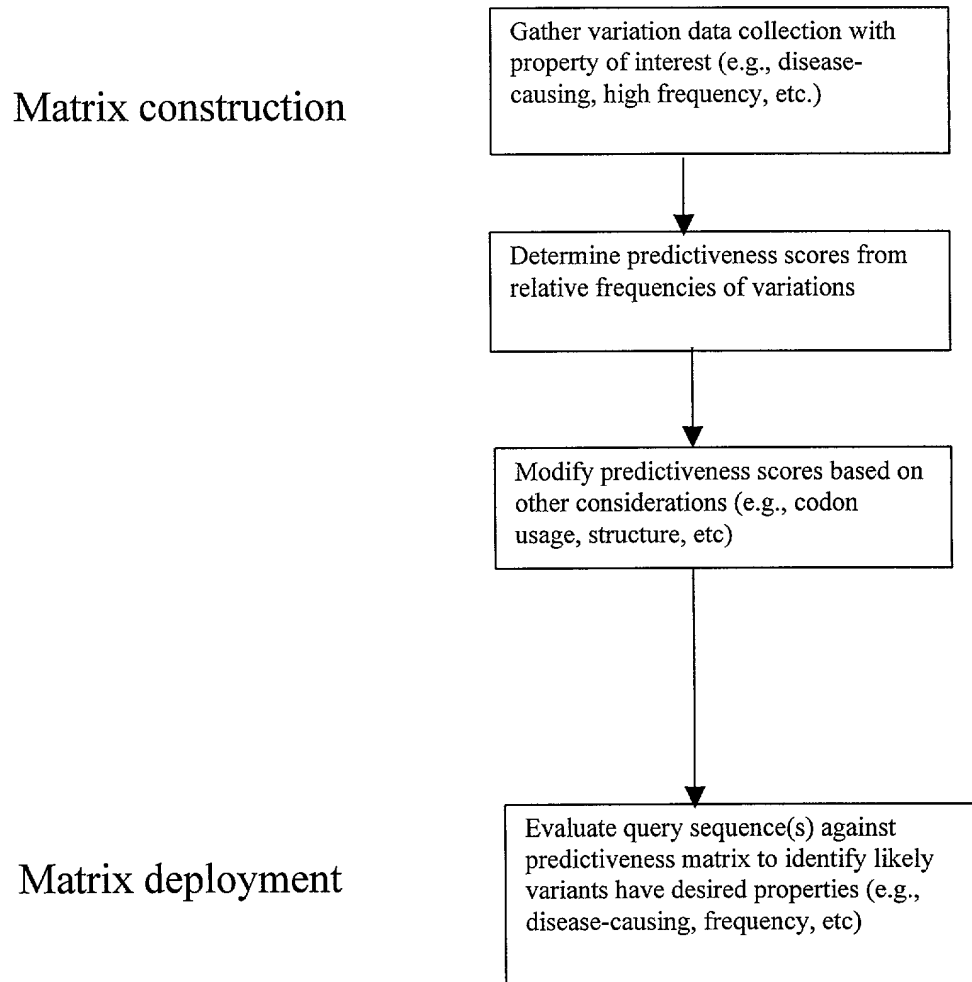 Gather variation data collection with
property of interest (e.g., disease-
causing, high frequency, etc.)
Matrix construction
Determine predictiveness scores from
relative frequencies of variations
Modify predictiveness scores based on
other considerations (e.g., codon
usage, structure, etc)
Evaluate query sequence(s) against
predictiveness matrix to identify likely
variants have desired properties (e.g.,
disease-causing, frequency, etc)
Matrix deployment